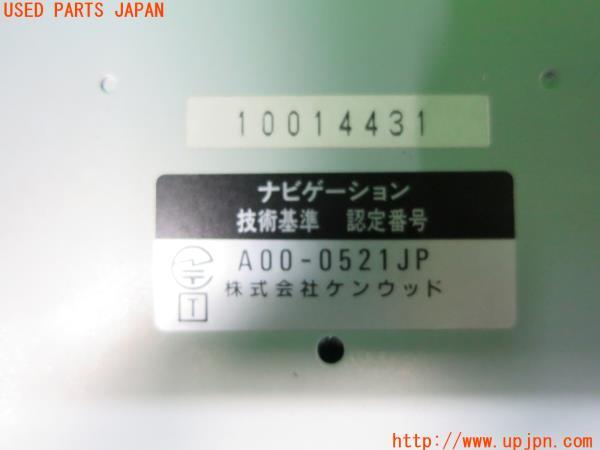 USED PARTS JAPAN
10014431
ナビゲーション
技術基準 認定番号
A00-0521JP
T
株式会社ケンウッド
http://www.upjpn.com